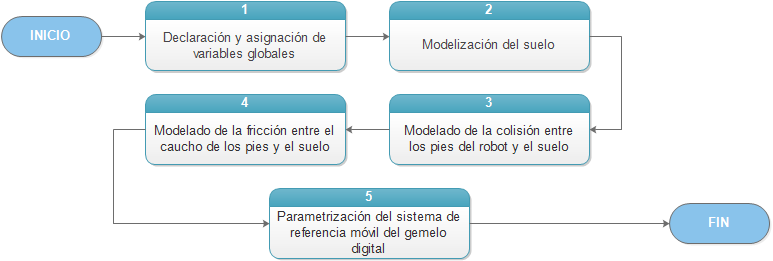 INICIO
1
Declaración y asignación de
variables globales
2
Modelización del suelo
3
Modelado de la colisión entre
los pies del robot y el suelo
4
Modelado de la fricción entre el
caucho de los pies y el suelo
5
Parametrización del sistema de
referencia móvil del gemelo
digital
FIN